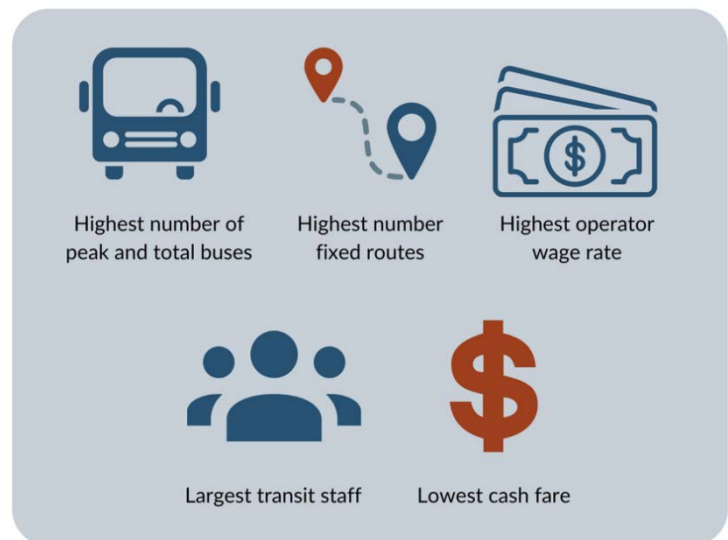 $
Highest number of
peak and total buses
Highest number
fixed routes
Highest operator
wage rate
$
Largest transit staff
Lowest cash fare